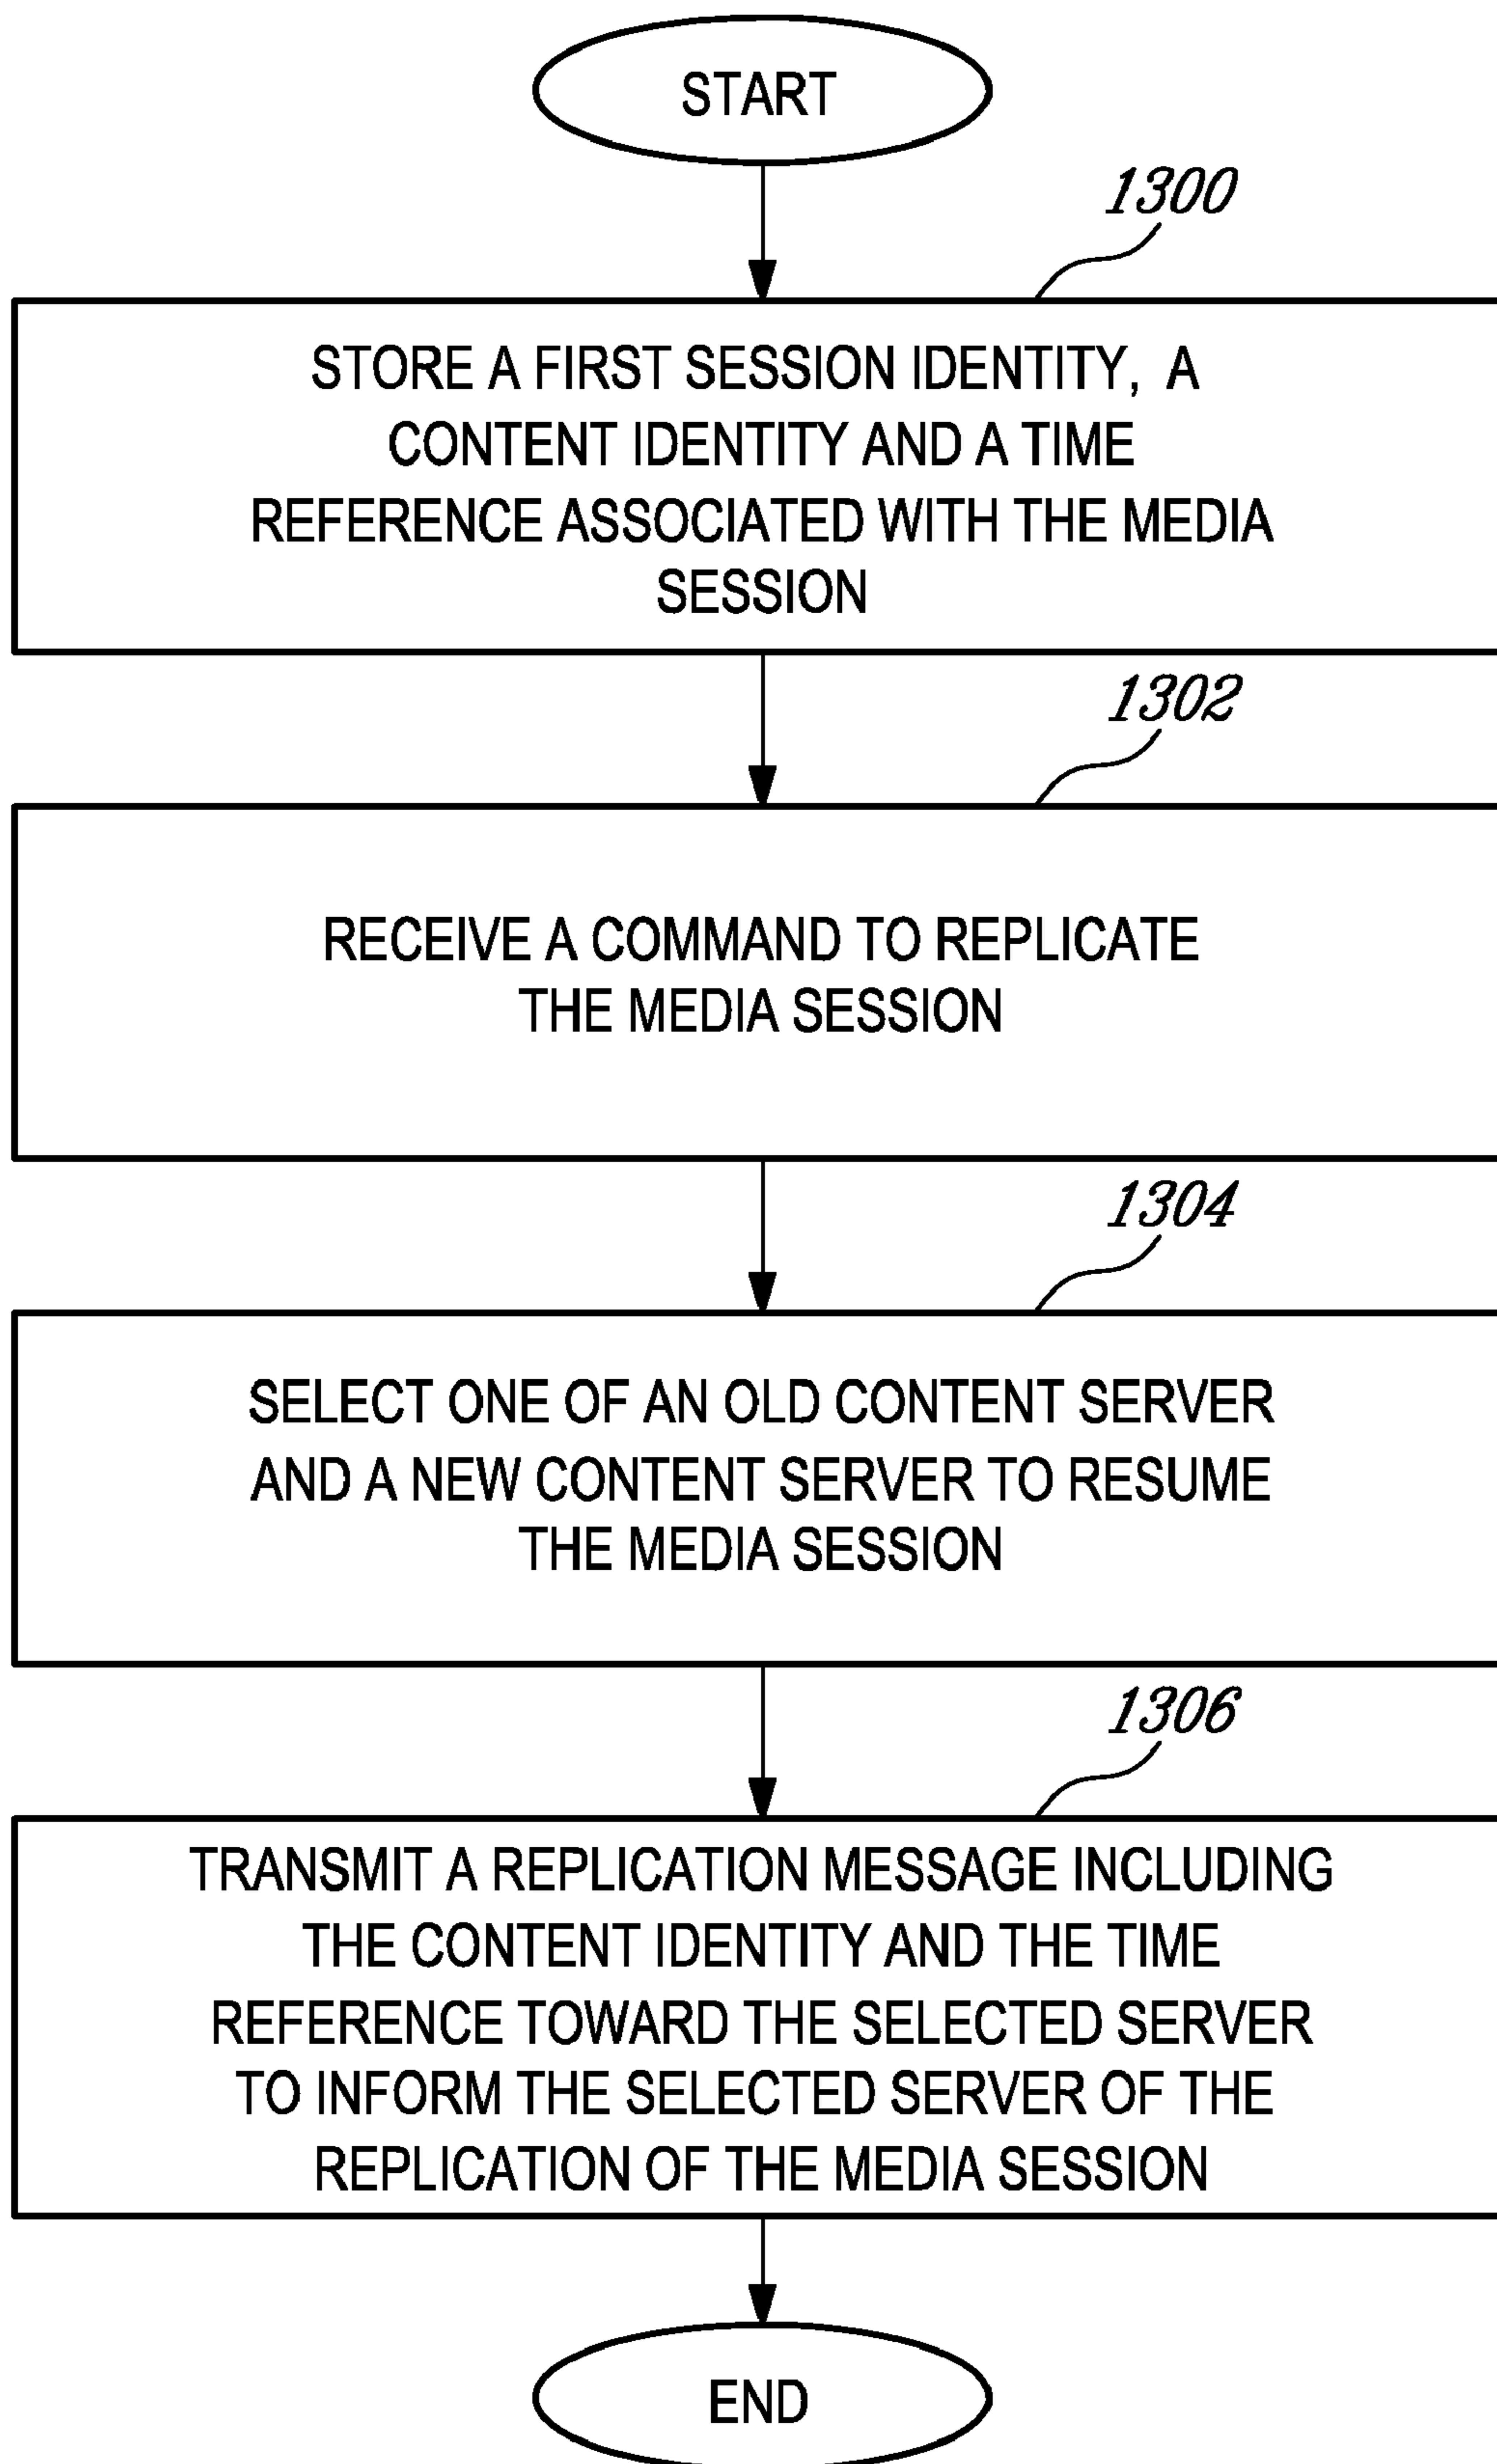 START
1300
STORE A FIRST SESSION IDENTITY, A
CONTENT IDENTITY AND A TIME
REFERENCE ASSOCIATED WITH THE MEDIA
SESSION
1302
RECEIVE A COMMAND TO REPLICATE
THE MEDIA SESSION
1304
SELECT ONE OF AN OLD CONTENT SERVER
AND A NEW CONTENT SERVER TO RESUME
THE MEDIA SESSION
1306
TRANSMIT A REPLICATION MESSAGE INCLUDING
THE CONTENT IDENTITY AND THE TIME
REFERENCE TOWARD THE SELECTED SERVER
TO INFORM THE SELECTED SERVER OF THE
REPLICATION OF THE MEDIA SESSION
END